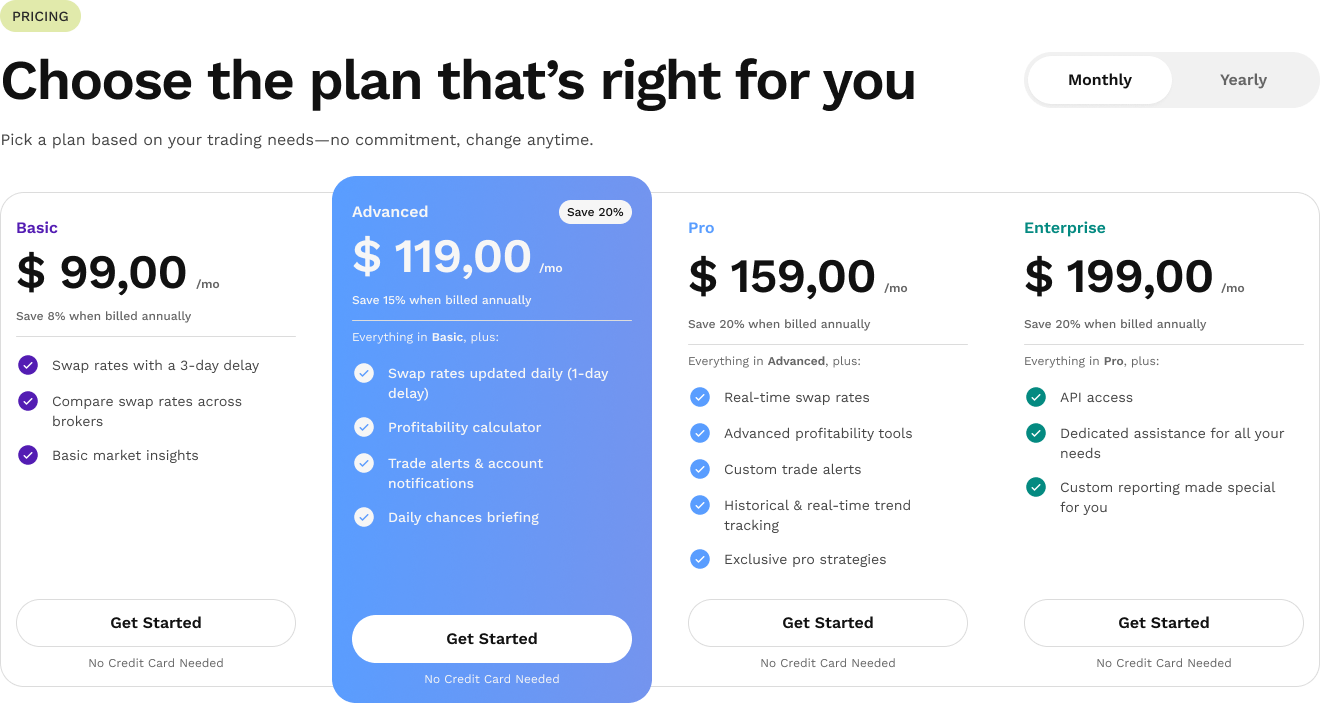 PRICING
Choose the plan that’s right for you
Monthly
Yearly
Pick a plan based on your trading needs—no commitment, change anytime.
Basic
$ 99,00 /mo
Save 8% when billed annually
Swap rates with a 3-day delay
Compare swap rates across
brokers
Basic market insights
Get Started
No Credit Card Needed
Advanced
Save 20%
$ 119,00 /mo
Save 15% when billed annually
Everything in Basic, plus:
Swap rates updated daily (1-day
delay)
Profitability calculator
Trade alerts & account
notifications
Daily chances briefing
Get Started
No Credit Card Needed
Pro
$ 159,00 /mo
Save 20% when billed annually
Everything in Advanced, plus:
Real-time swap rates
Advanced profitability tools
Custom trade alerts
Historical & real-time trend
tracking
Exclusive pro strategies
Get Started
No Credit Card Needed
Enterprise
$ 199,00 /mo
Save 20% when billed annually
Everything in Pro, plus:
API access
Dedicated assistance for all your
needs
Custom reporting made special
for you
Get Started
No Credit Card Needed